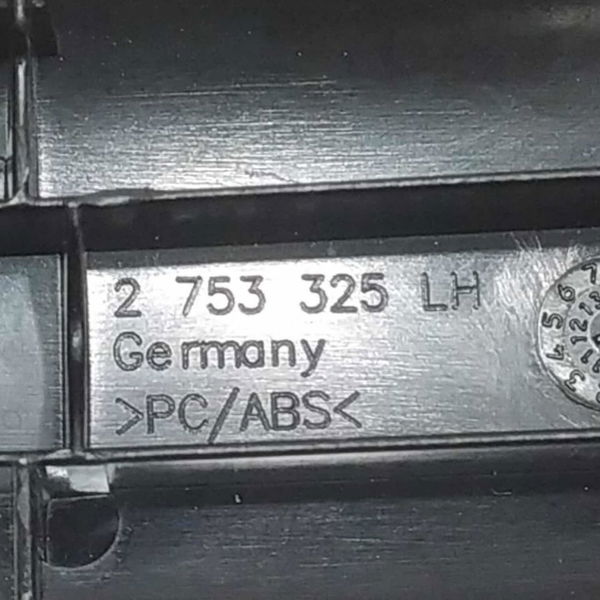 2 753 325 LH
Germany
>PC/ABS<